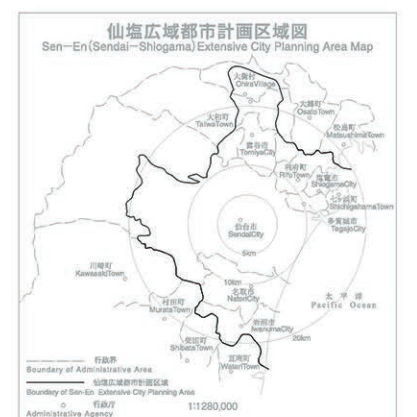 仙塩広域都市計画区域図
Sen-En(Sendai-Shiogama)Extensive City Planning Area Map
大衡村
OhiraVillage
大郷町
OsatoTown
大和町
TaiwaTown
松島町
MatsushimaTown
富谷市
TomiyaCity
利府町
RifuTown
塩竈市
ShiogamaCity
七ヶ浜町
ShichigahamaTown
多賀城市
TagajoCity
仙台市
SendaiCity
5km
川崎町
KawasakiTown
10km
名取市
NatoriCity
太平洋
Pacific Ocean
村田町
MurataTown
岩沼市
IwanumaCity
20km
柴田町
ShibataTown
亘理町
WatariTown
行政界
Boundary of Administrative Area
仙塩広域都市計画区域
Boundary of Sen-En Extensive City Planning Area
行政庁
Administrative Agency
1:1280,000